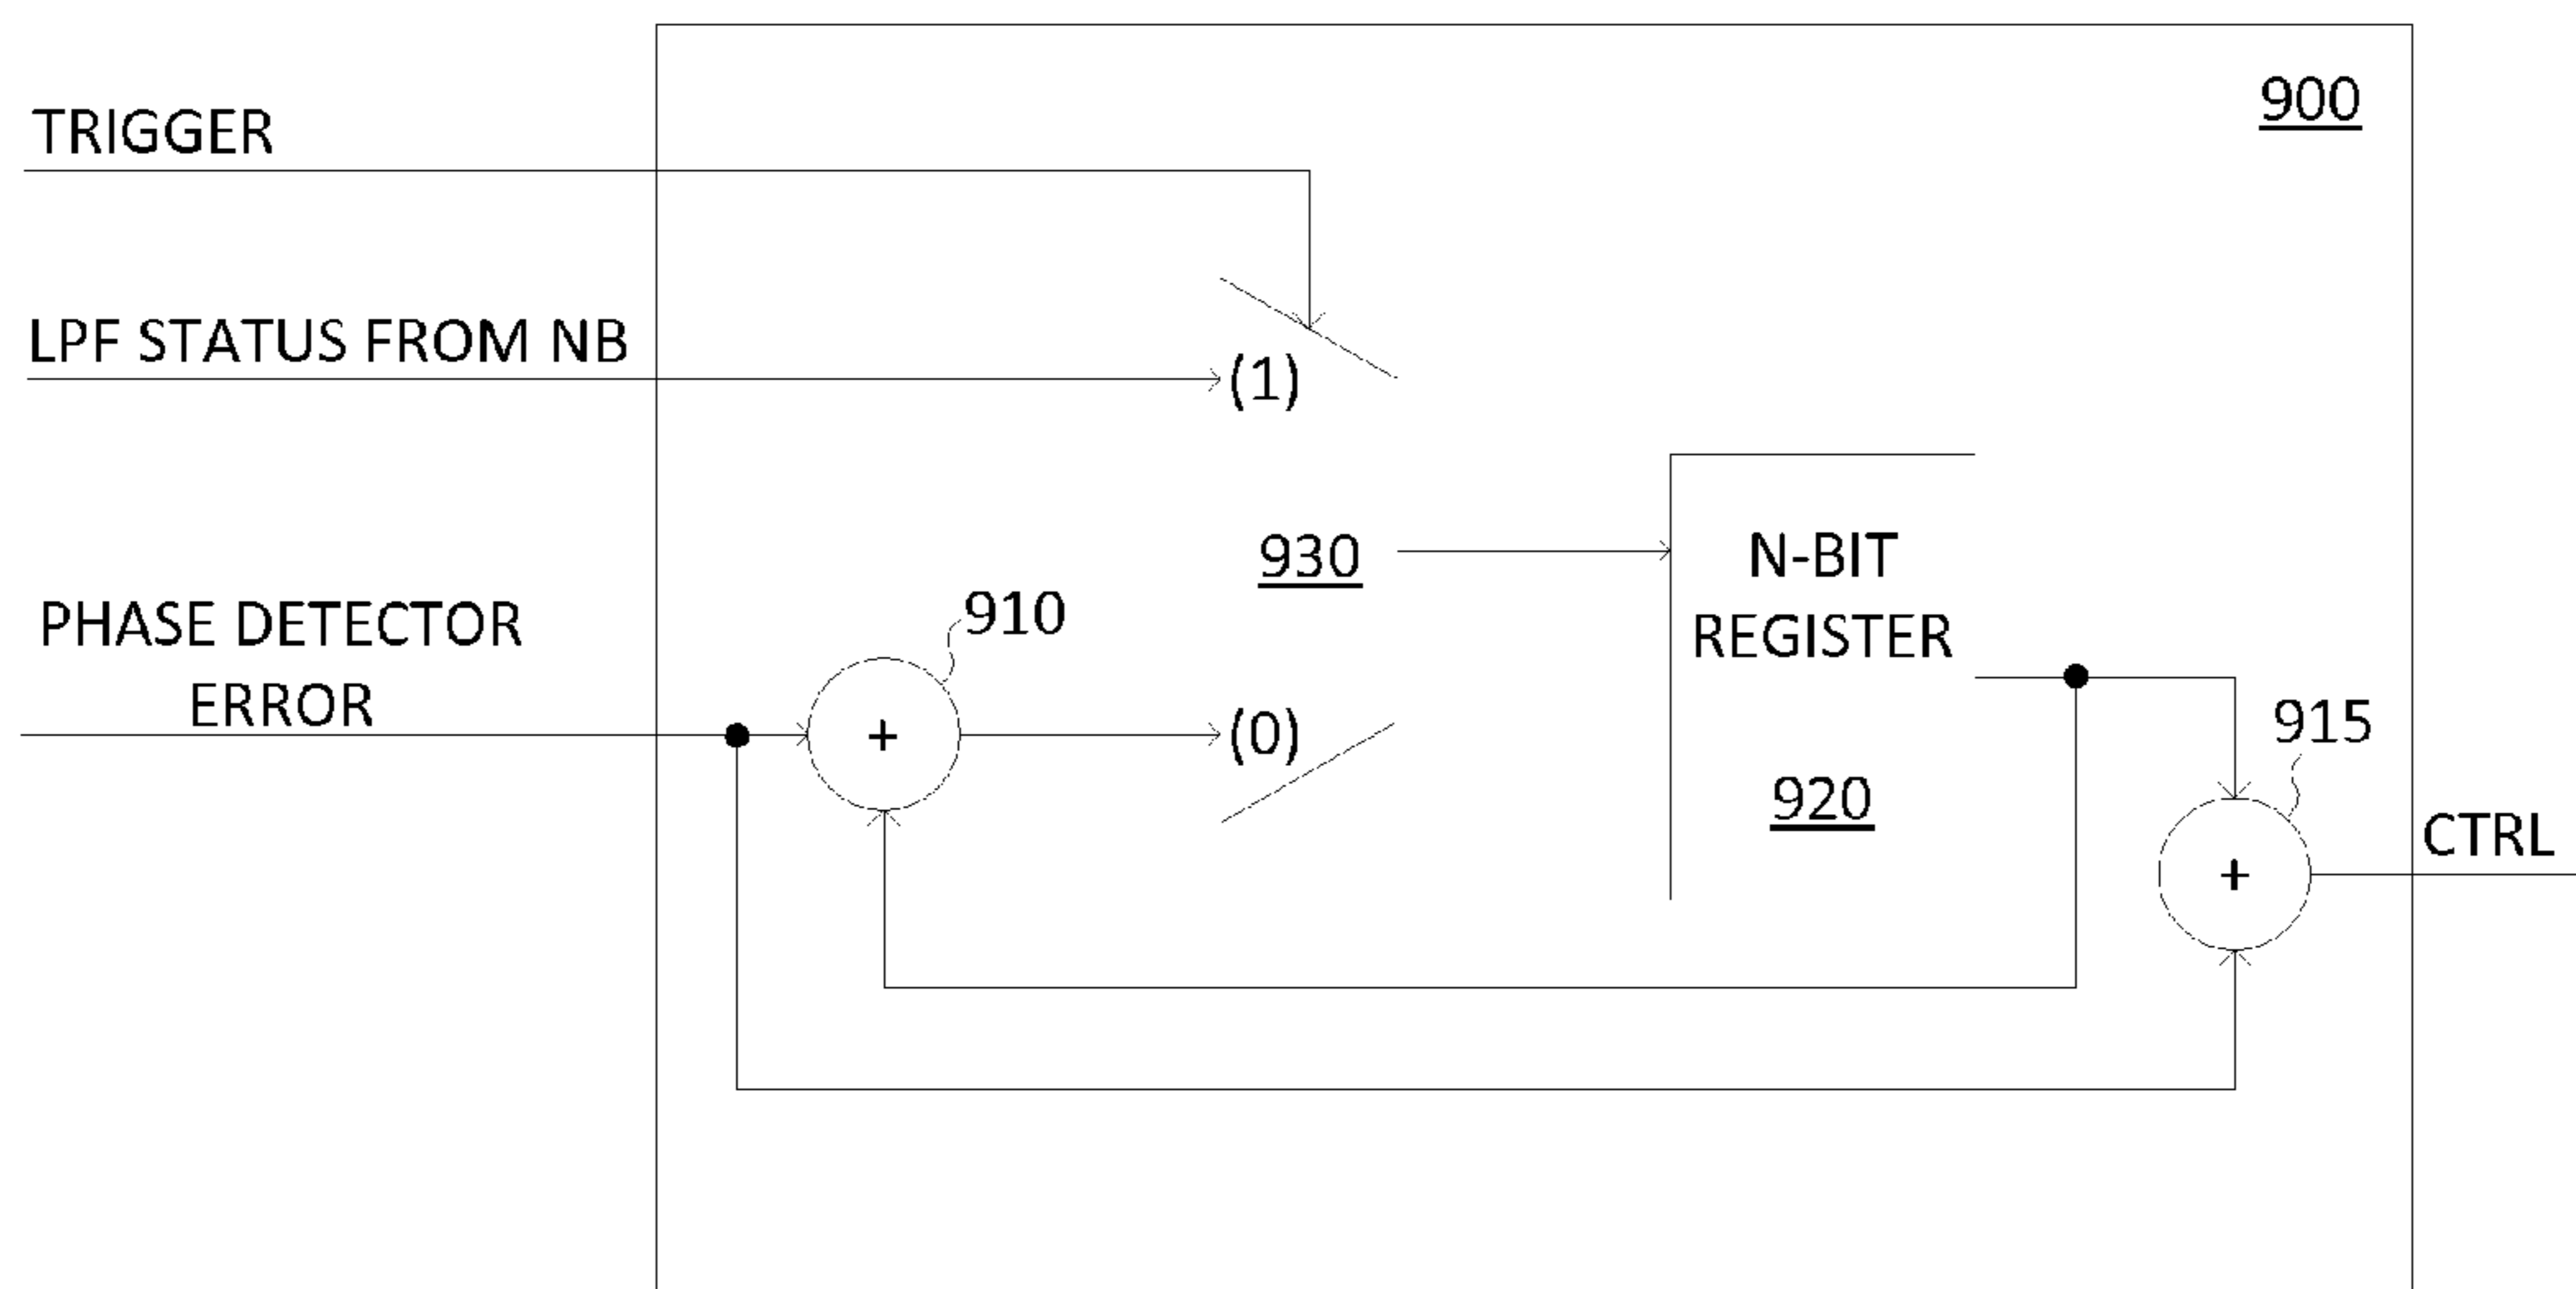 900
TRIGGER
LPF STATUS FROM NB
(1)
930
N-BIT
REGISTER
910
PHASE DETECTOR
ERROR
+
(0)
920
915
+
CTRL